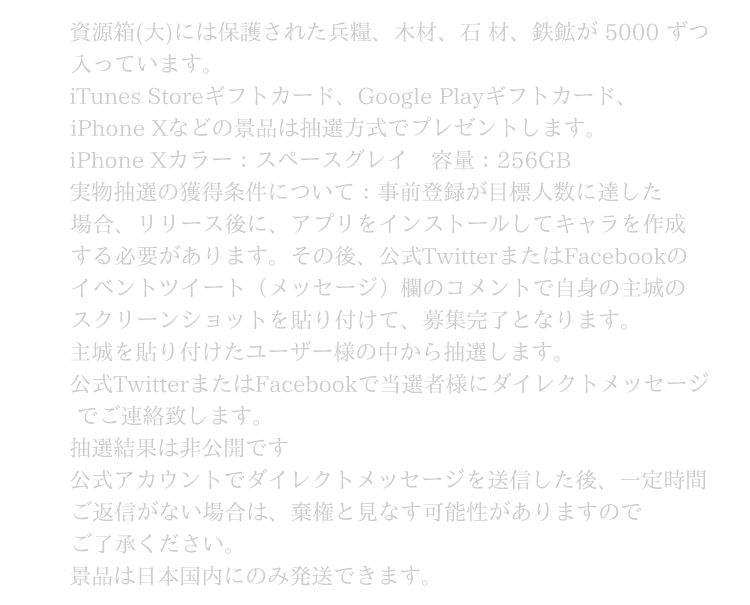 資源箱(大)には保護された兵糧、木材、石 材、鉄鉱が 5000 ずつ
入っています。
iTunes Storeギフトカード、Google Playギフトカード、
iPhone Xなどの景品は抽選方式でプレゼントします。
iPhone Xカラー：スペースグレイ　容量：256GB
実物抽選の獲得条件について：事前登録が目標人数に達した
場合、リリース後に、アプリをインストールしてキャラを作成
する必要があります。その後、公式TwitterまたはFacebookの
イベントツイート（メッセージ）欄のコメントで自身の主城の
スクリーンショットを貼り付けて、募集完了となります。
主城を貼り付けたユーザー様の中から抽選します。
公式TwitterまたはFacebookで当選者様にダイレクトメッセージ
でご連絡致します。
抽選結果は非公開です
公式アカウントでダイレクトメッセージを送信した後、一定時間
ご返信がない場合は、棄権と見なす可能性がありますので
ご了承ください。
景品は日本国内にのみ発送できます。